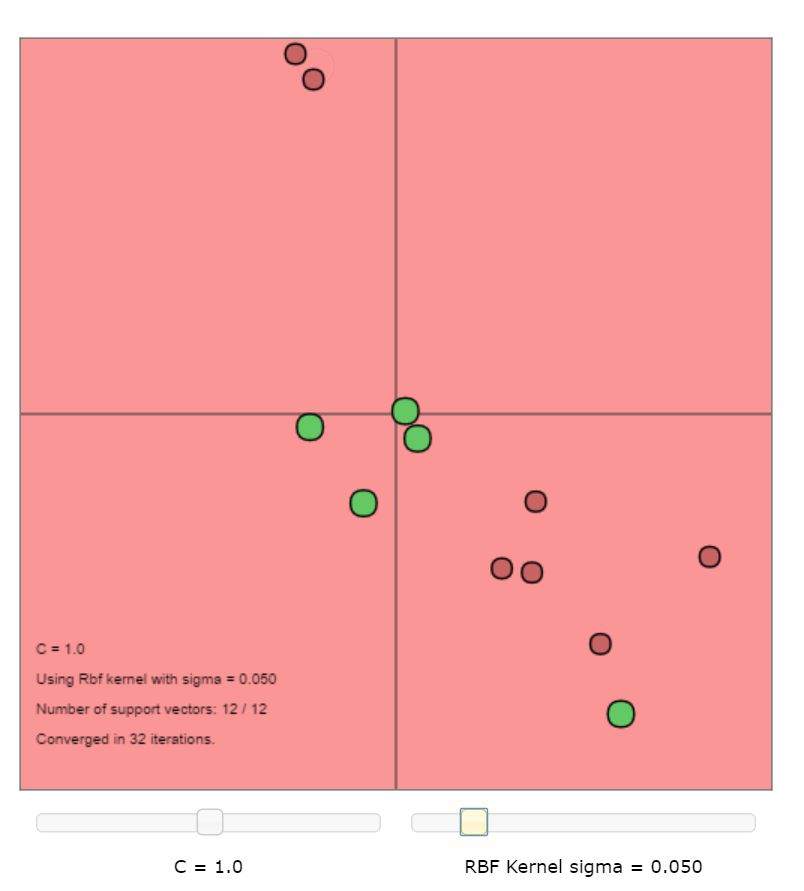 C = 1.0
Using Rbf kernel with sigma = 0.050
Number of support vectors: 12 / 12
Converged in 32 iterations.
C = 1.0
RBF Kernel sigma = 0.050